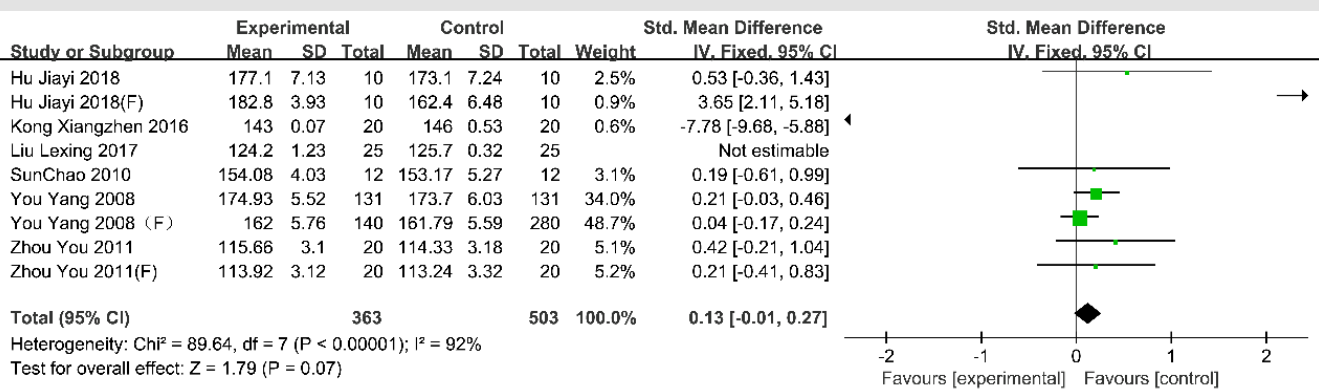 Experimental Control Std. Mean Difference Std. Mean Difference
Study or Subgroup Mean SD Total Mean SD Total Weight IV. Fixed. 95% CI IV. Fixed. 95% CI
Hu Jiayi 2018 177.1 7.13 10 173.1 7.24 10 2.5% 0.53 [-0.36, 1.43]
Hu Jiayi 2018(F) 182.8 3.93 10 162.4 6.48 10 0.9% 3.65 [2.11, 5.18]
Kong Xiangzhen 2016 143 0.07 20 146 0.53 20 0.6% -7.78 [-9.68, -5.88]
Liu Lexing 2017 124.2 1.23 25 125.7 0.32 25 Not estimable
SunChao 2010 154.08 4.03 12 153.17 5.27 12 3.1% 0.19 [-0.61, 0.99]
You Yang 2008 174.93 5.52 131 173.7 6.03 131 34.0% 0.21 [-0.03, 0.46]
You Yang 2008（F） 162 5.76 140 161.79 5.59 280 48.7% 0.04 [-0.17, 0.24]
Zhou You 2011 115.66 3.1 20 114.33 3.18 20 5.1% 0.42 [-0.21, 1.04]
Zhou You 2011(F) 113.92 3.12 20 113.24 3.32 20 5.2% 0.21 [-0.41, 0.83]
Total (95% CI) 363 503 100.0% 0.13 [-0.01, 0.27]
Heterogeneity: Chi² = 89.64, df = 7 (P < 0.00001); I² = 92%
Test for overall effect: Z = 1.79 (P = 0.07)
-2 -1 0 1 2
Favours [experimental] Favours [control]